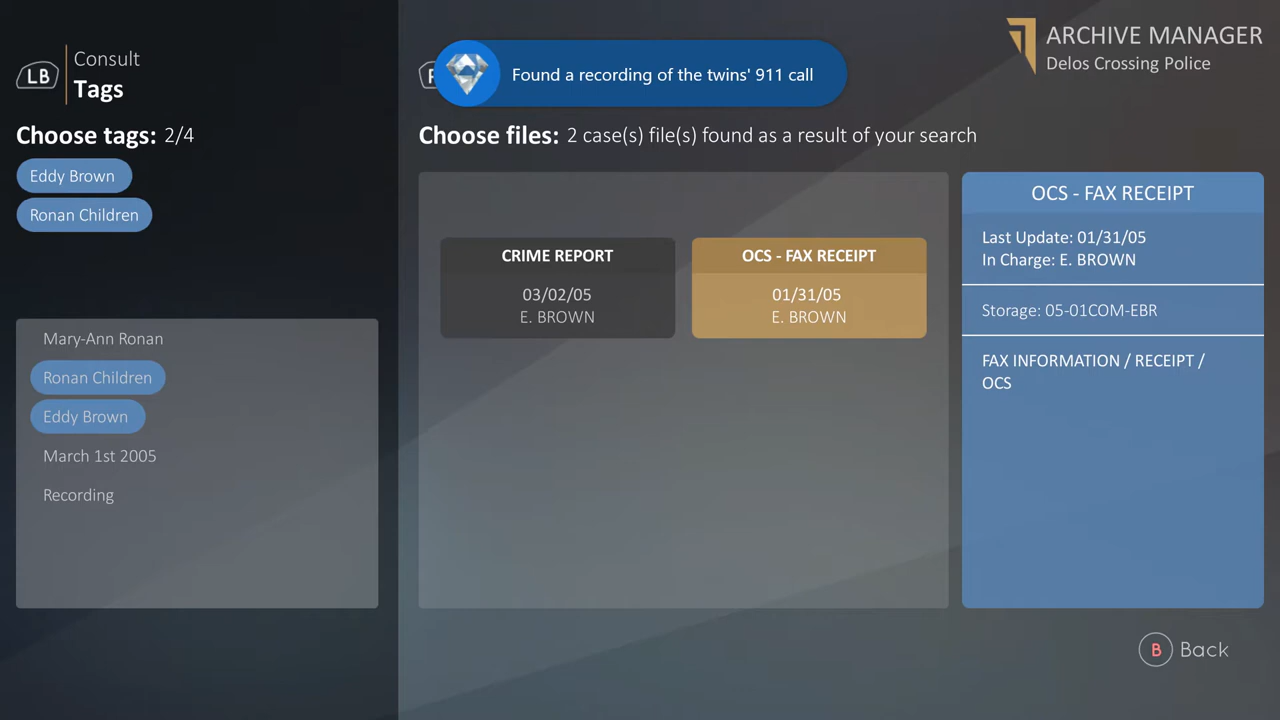 LB
Consult
Tags
Found a recording of the twins' 911 call
ARCHIVE MANAGER
Delos Crossing Police
Choose tags: 2/4
Eddy Brown
Ronan Children
Mary-Ann Ronan
Ronan Children
Eddy Brown
March 1st 2005
Recording
Choose files: 2 case(s) file(s) found as a result of your search
CRIME REPORT
03/02/05
E. BROWN
OCS - FAX RECEIPT
01/31/05
E. BROWN
OCS - FAX RECEIPT
Last Update: 01/31/05
In Charge: E. BROWN
Storage: 05-01COM-EBR
FAX INFORMATION / RECEIPT /
OCS
B Back